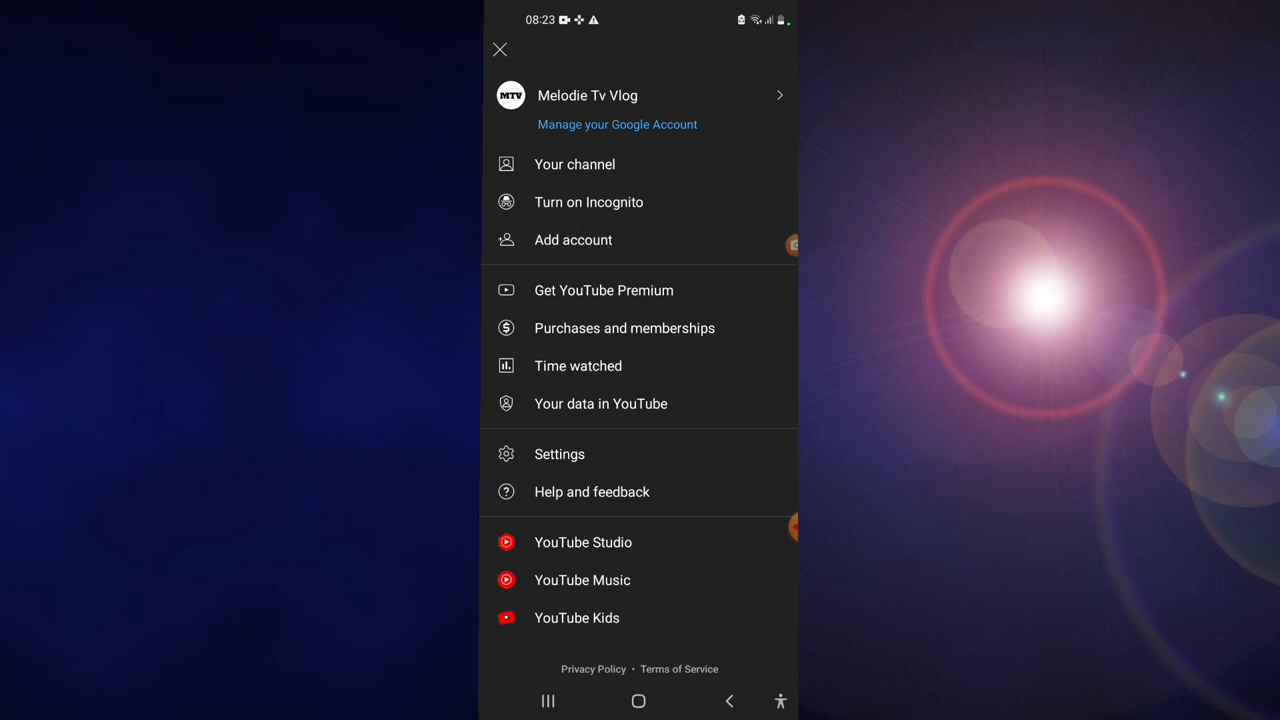 08:23
MTV
Melodie Tv Vlog
Manage your Google Account
Your channel
Turn on Incognito
Add account
Get YouTube Premium
Purchases and memberships
Time watched
Your data in YouTube
Settings
Help and feedback
YouTube Studio
YouTube Music
YouTube Kids
Privacy Policy • Terms of Service